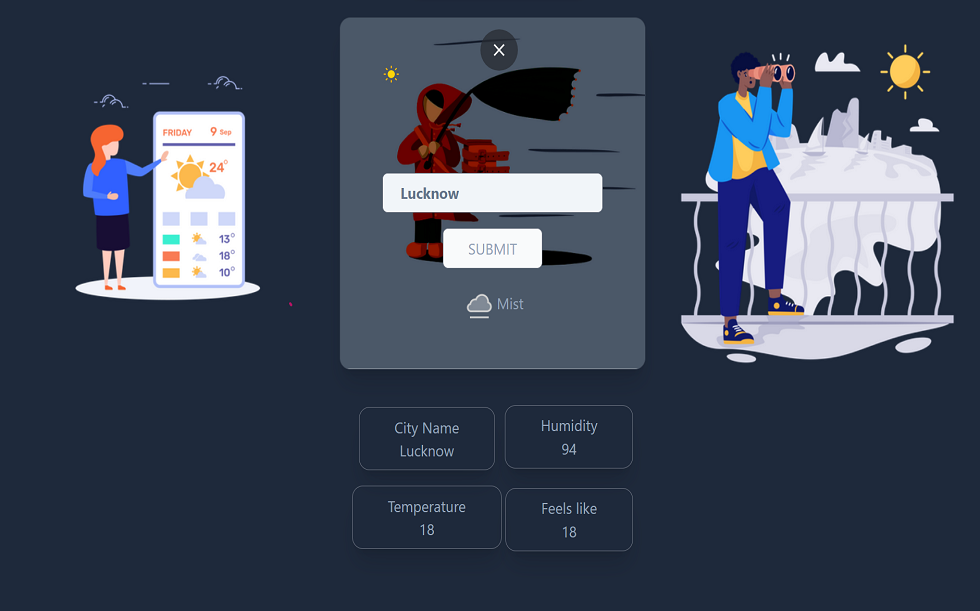 FRIDAY 9 Sep
24°
13°
18°
10°
Lucknow
SUBMIT
Mist
City Name
Lucknow
Humidity
94
Temperature
18
Feels like
18